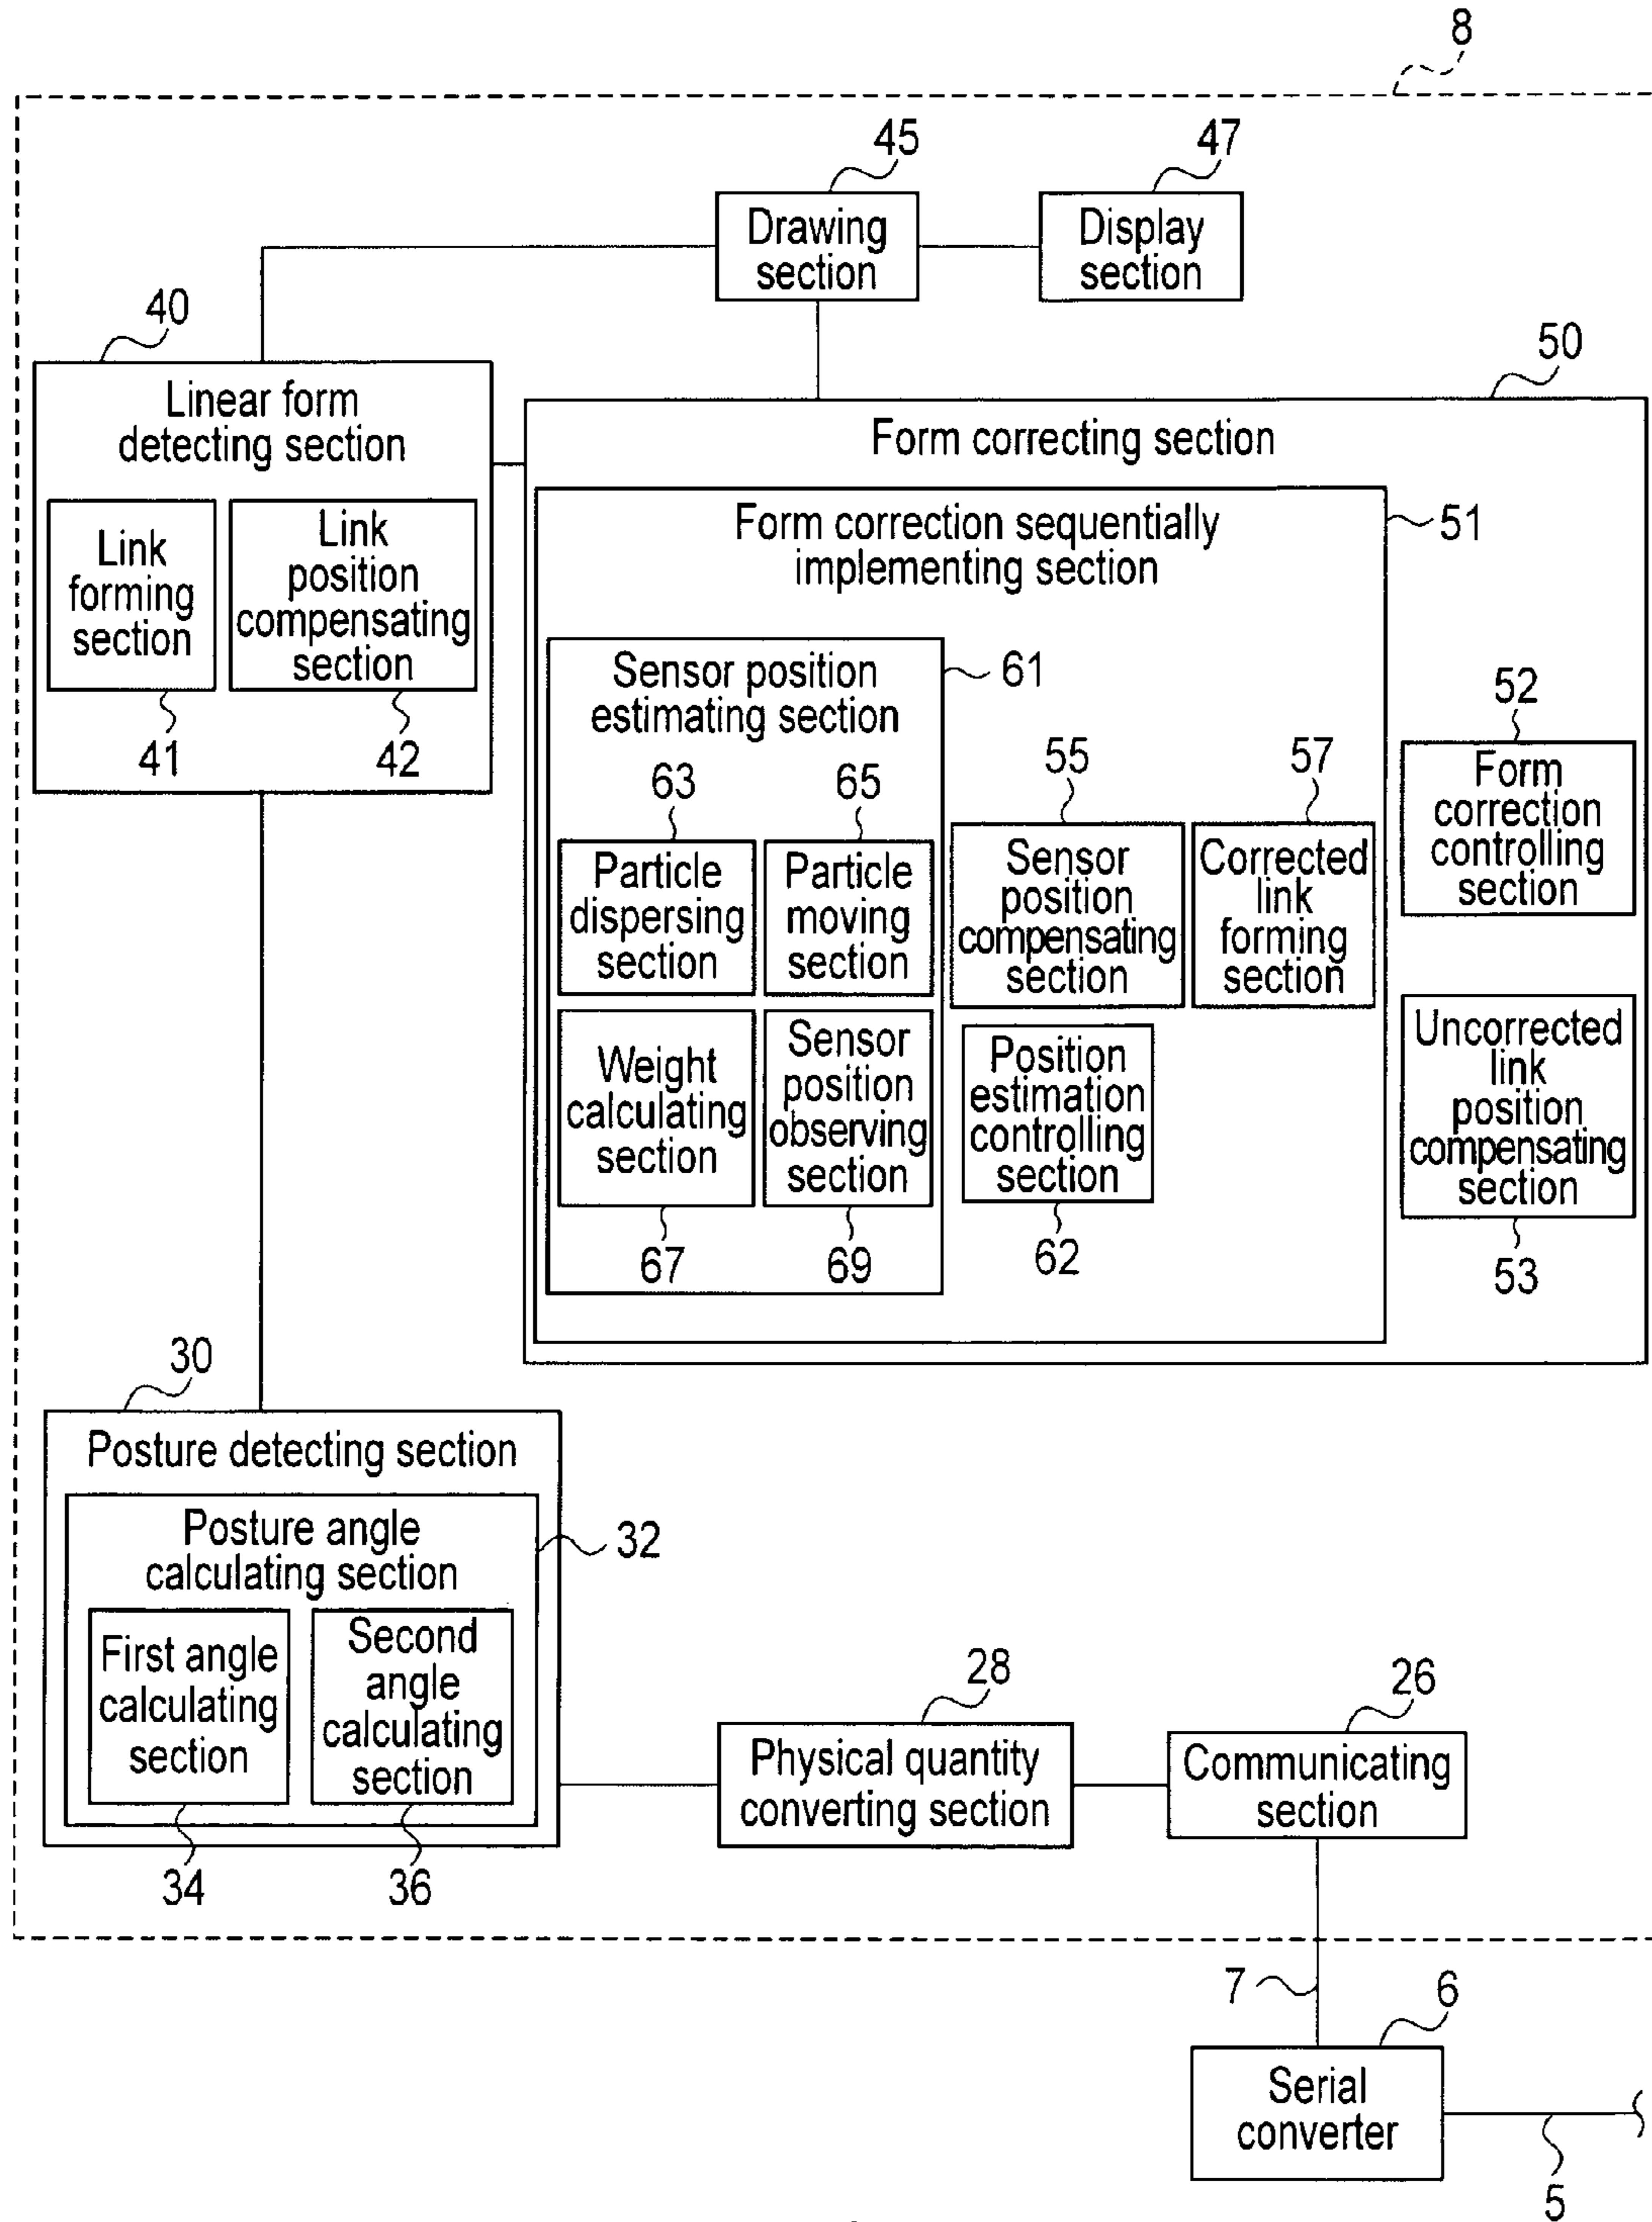 8
45
47
Drawing
section
Display
section
40
50
Linear form
detecting section
Link
forming
section
Link
position
compensating
section
41
42
Form correcting section
Form correction sequentially
implementing section
51
Sensor position
estimating section
61
63
65
55
57
52
Particle
dispersing
section
Particle
moving
section
Sensor
position
compensating
section
Corrected
link
forming
section
Form
correction
controlling
section
Weight
calculating
section
Sensor
position
observing
section
Position
estimation
controlling
section
Uncorrected
link
position
compensating
section
67
69
62
53
30
Posture detecting section
Posture angle
calculating section
32
First angle
calculating
section
Second
angle
calculating
section
34
36
28
Physical quantity
converting section
26
Communicating
section
7
6
Serial
converter
5